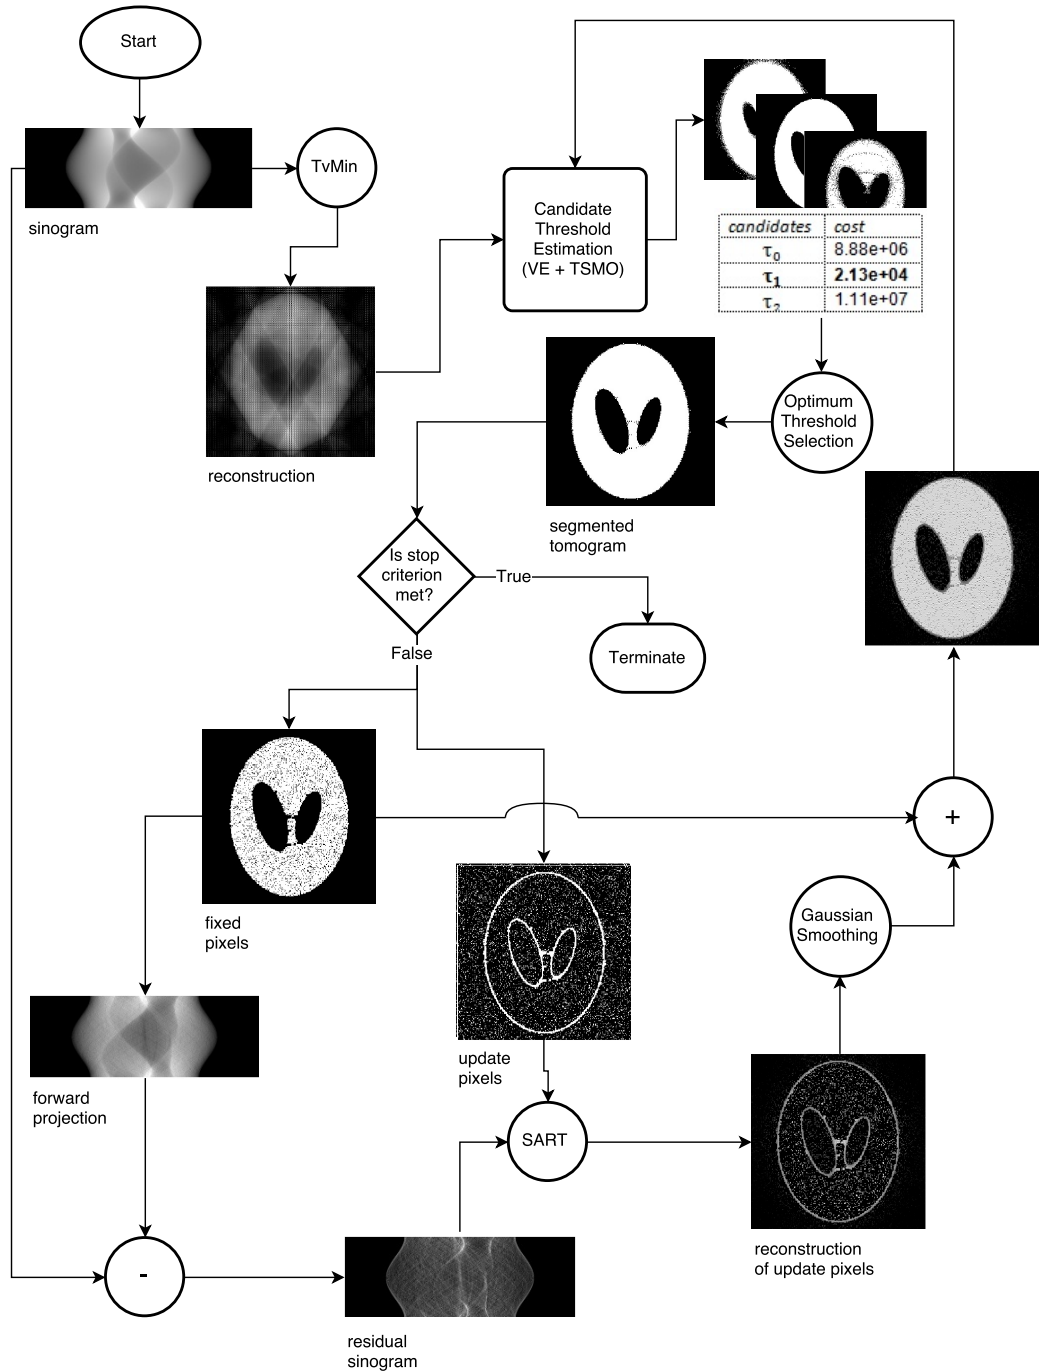 Start
sinogram
TvMin
reconstruction
Candidate
Threshold
Estimation
(VE + TSMO)
candidates cost
τ0 8.88e+06
τ1 2.13e+04
τ2 1.11e+07
Optimum
Threshold
Selection
segmented
tomogram
Is stop
criterion
met?
True
Terminate
False
fixed
pixels
+
Gaussian
Smoothing
update
pixels
forward
projection
SART
reconstruction
of update pixels
-
residual
sinogram